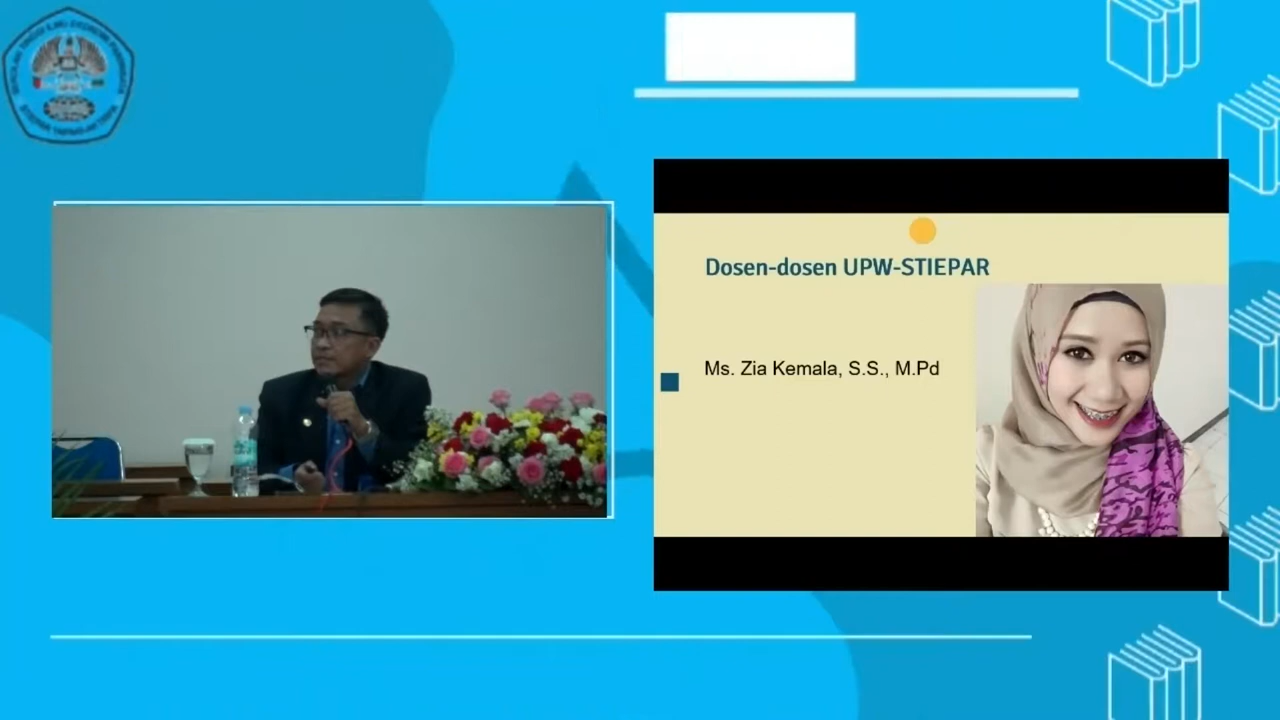 Dosen-dosen UPW-STIEPAR
Ms. Zia Kemala, S.S., M.Pd